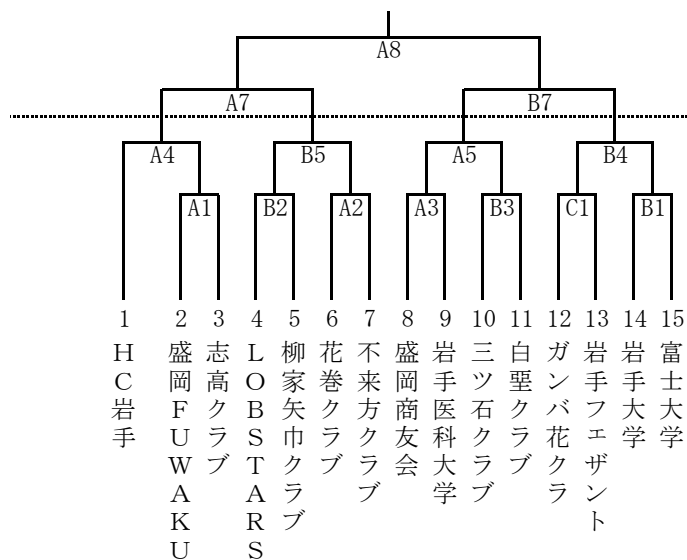 A8
A7 B7
A4 B5 A5 B4
A1 B2 A2 A3 B3 C1 B1
1 2 3 4 5 6 7 8 9 10 11 12 13 14 15
HC岩手
盛岡FUWAKU
志高クラブ
LOBSTARS
柳家矢巾クラブ
花巻クラブ
不来方クラブ
盛岡商友会
岩手医科大学
三ツ石クラブ
白堊クラブ
ガンバ花クラ
岩手フェザント
岩手大学
富士大学